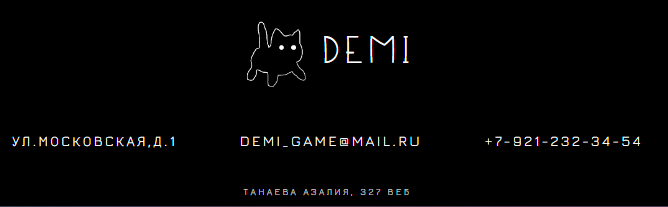 DEMI
УЛ.МОСКОВСКАЯ,Д.1
DEMI_GAME@MAIL.RU
+7-921-232-34-54
ТАНАЕВА АЗАЛИЯ, 327 ВЕБ